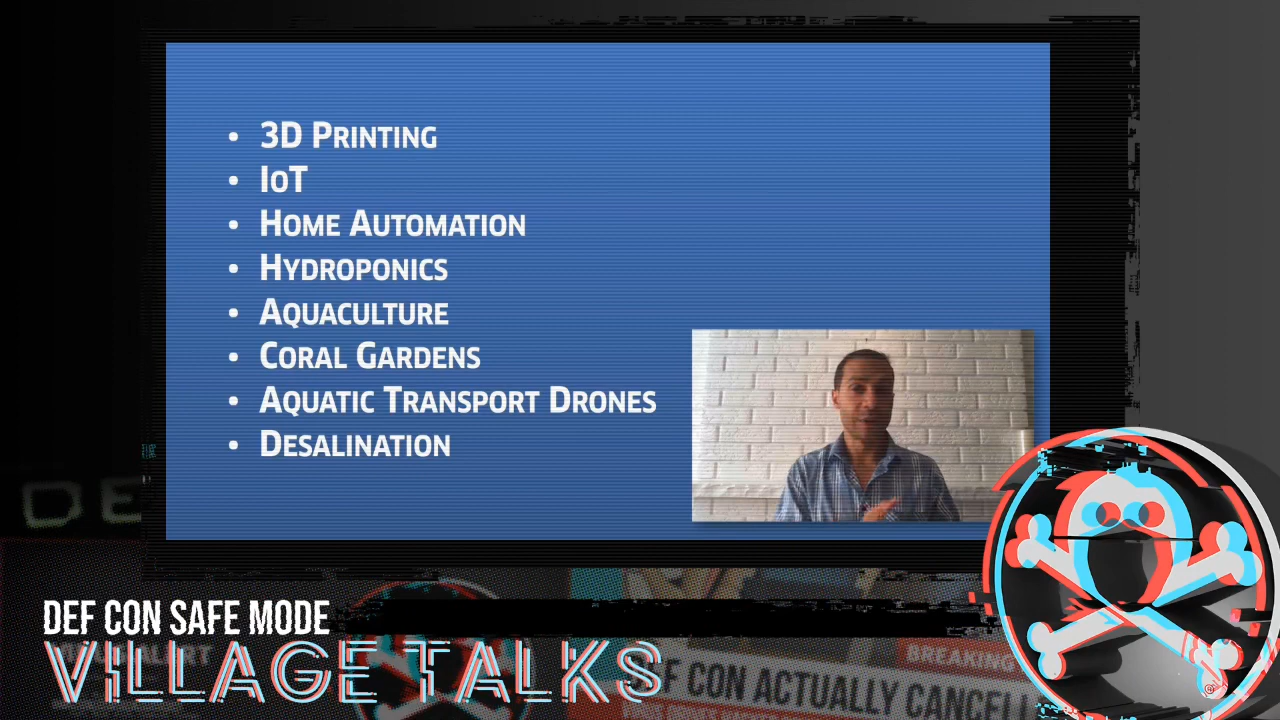 • 3D PRINTING
• IOT
• HOME AUTOMATION
• HYDROPONICS
• AQUACULTURE
• CORAL GARDENS
• AQUATIC TRANSPORT DRONES
• DESALINATION
DE
DEF CON SAFE MODE
VILLAGE TALKS
BREAKING
DEF CON ACTUALLY CANCELL